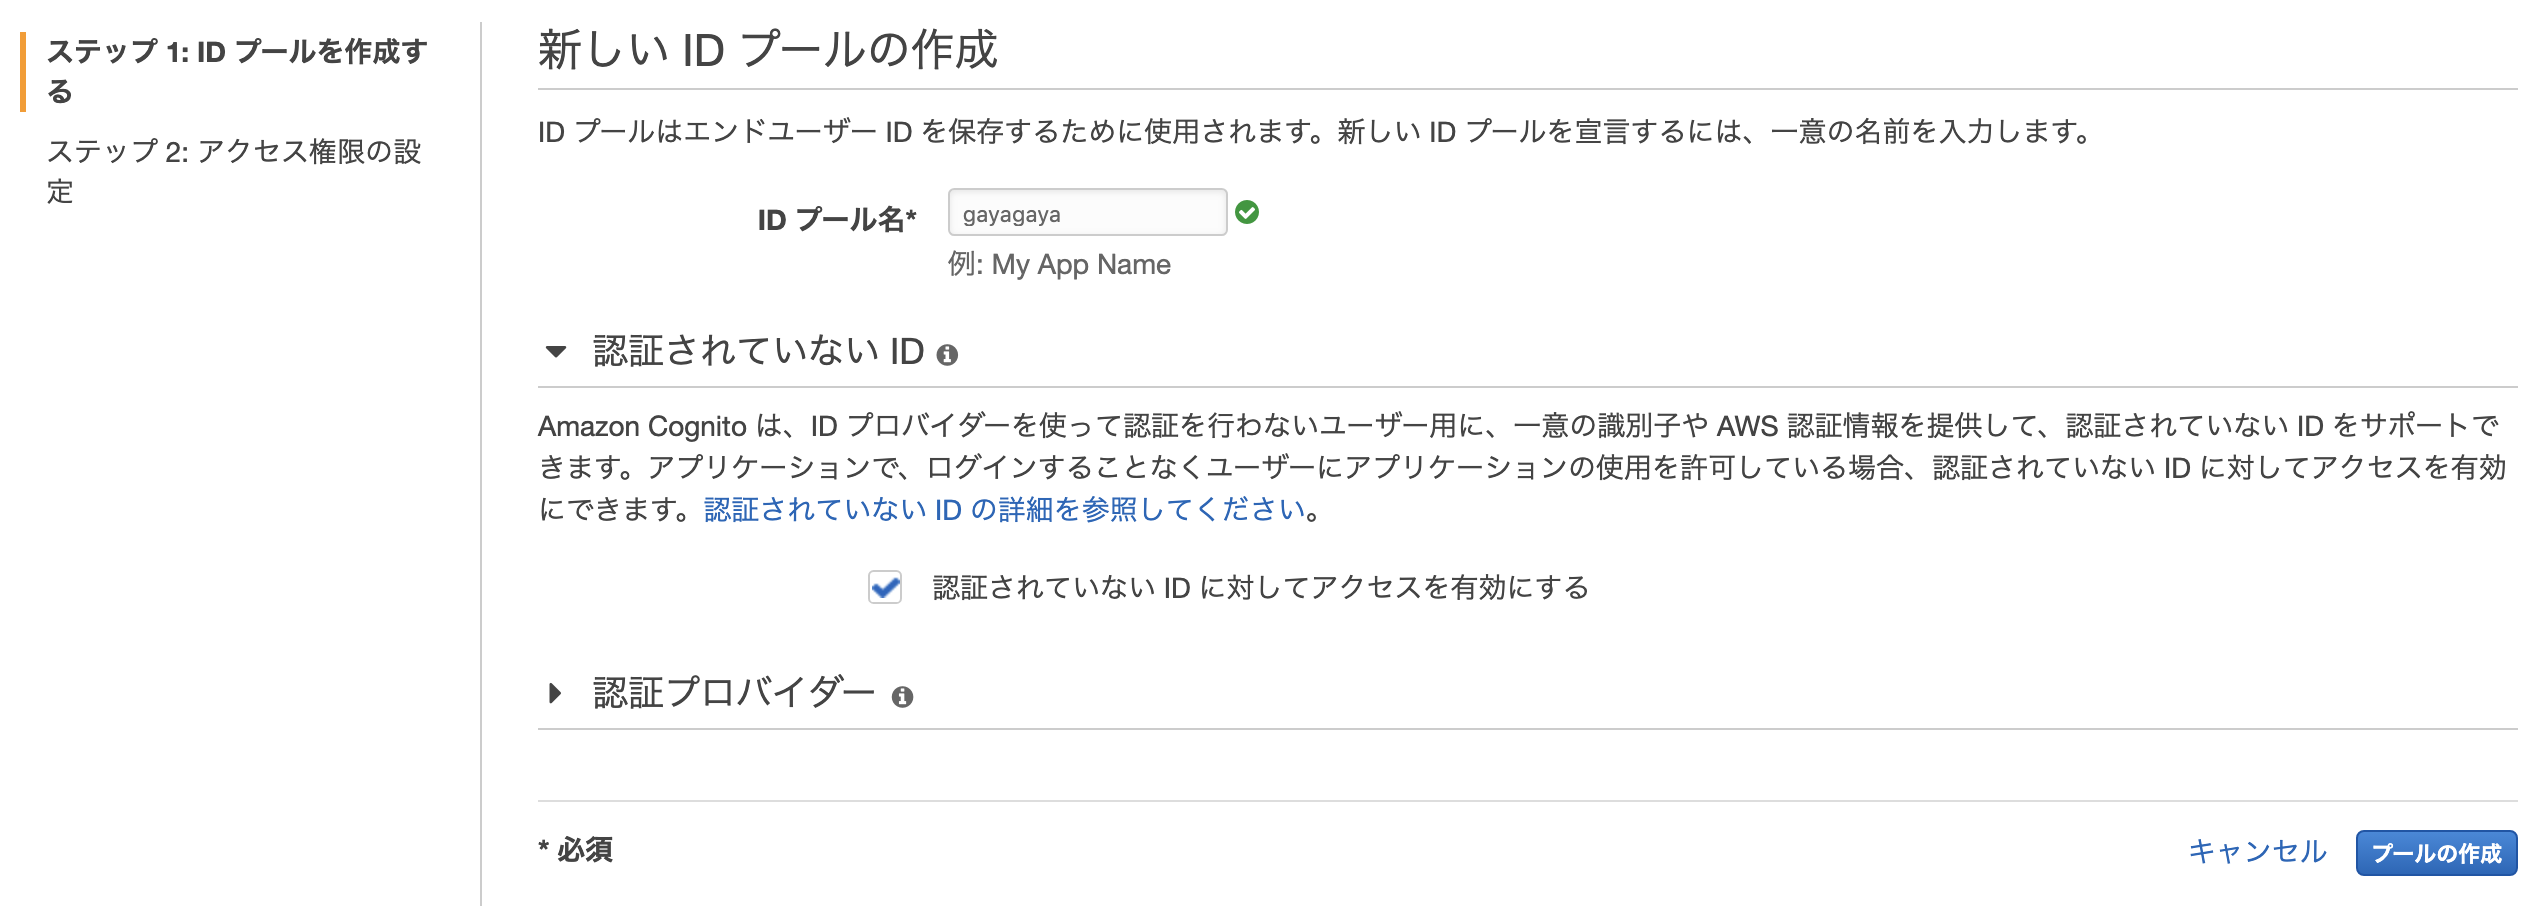 ステップ 1: ID プールを作成す
る
ステップ 2: アクセス権限の設
定
新しい ID プールの作成
ID プールはエンドユーザー ID を保存するために使用されます。新しい ID プールを宣言するには、一意の名前を入力します。
ID プール名* gayagaya
例: My App Name
認証されていない ID
Amazon Cognito は、ID プロバイダーを使って認証を行わないユーザー用に、一意の識別子や AWS 認証情報を提供して、認証されていない ID をサポートで
きます。アプリケーションで、ログインすることなくユーザーにアプリケーションの使用を許可している場合、認証されていない ID に対してアクセスを有効
にできます。認証されていない ID の詳細を参照してください。
認証されていない ID に対してアクセスを有効にする
認証プロバイダー
* 必須
キャンセル プールの作成